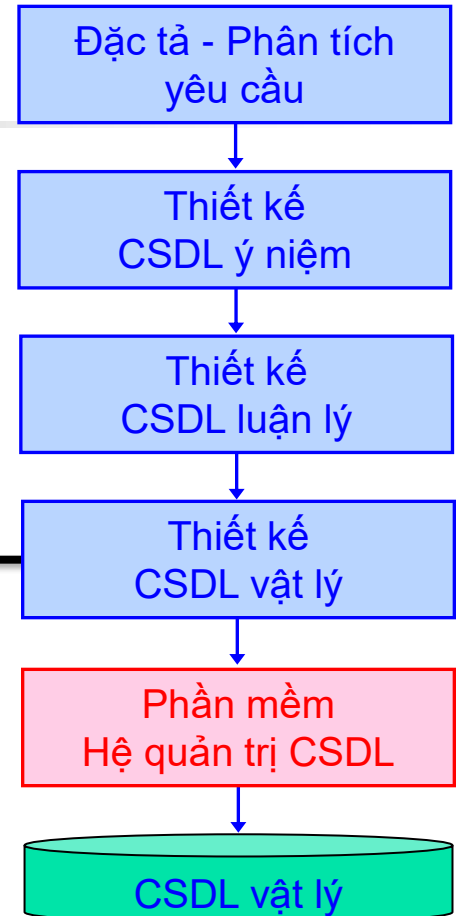 Đặc tả - Phân tích
yêu cầu
Thiết kế
CSDL ý niệm
Thiết kế
CSDL luận lý
Thiết kế
CSDL vật lý
Phần mềm
Hệ quản trị CSDL
CSDL vật lý